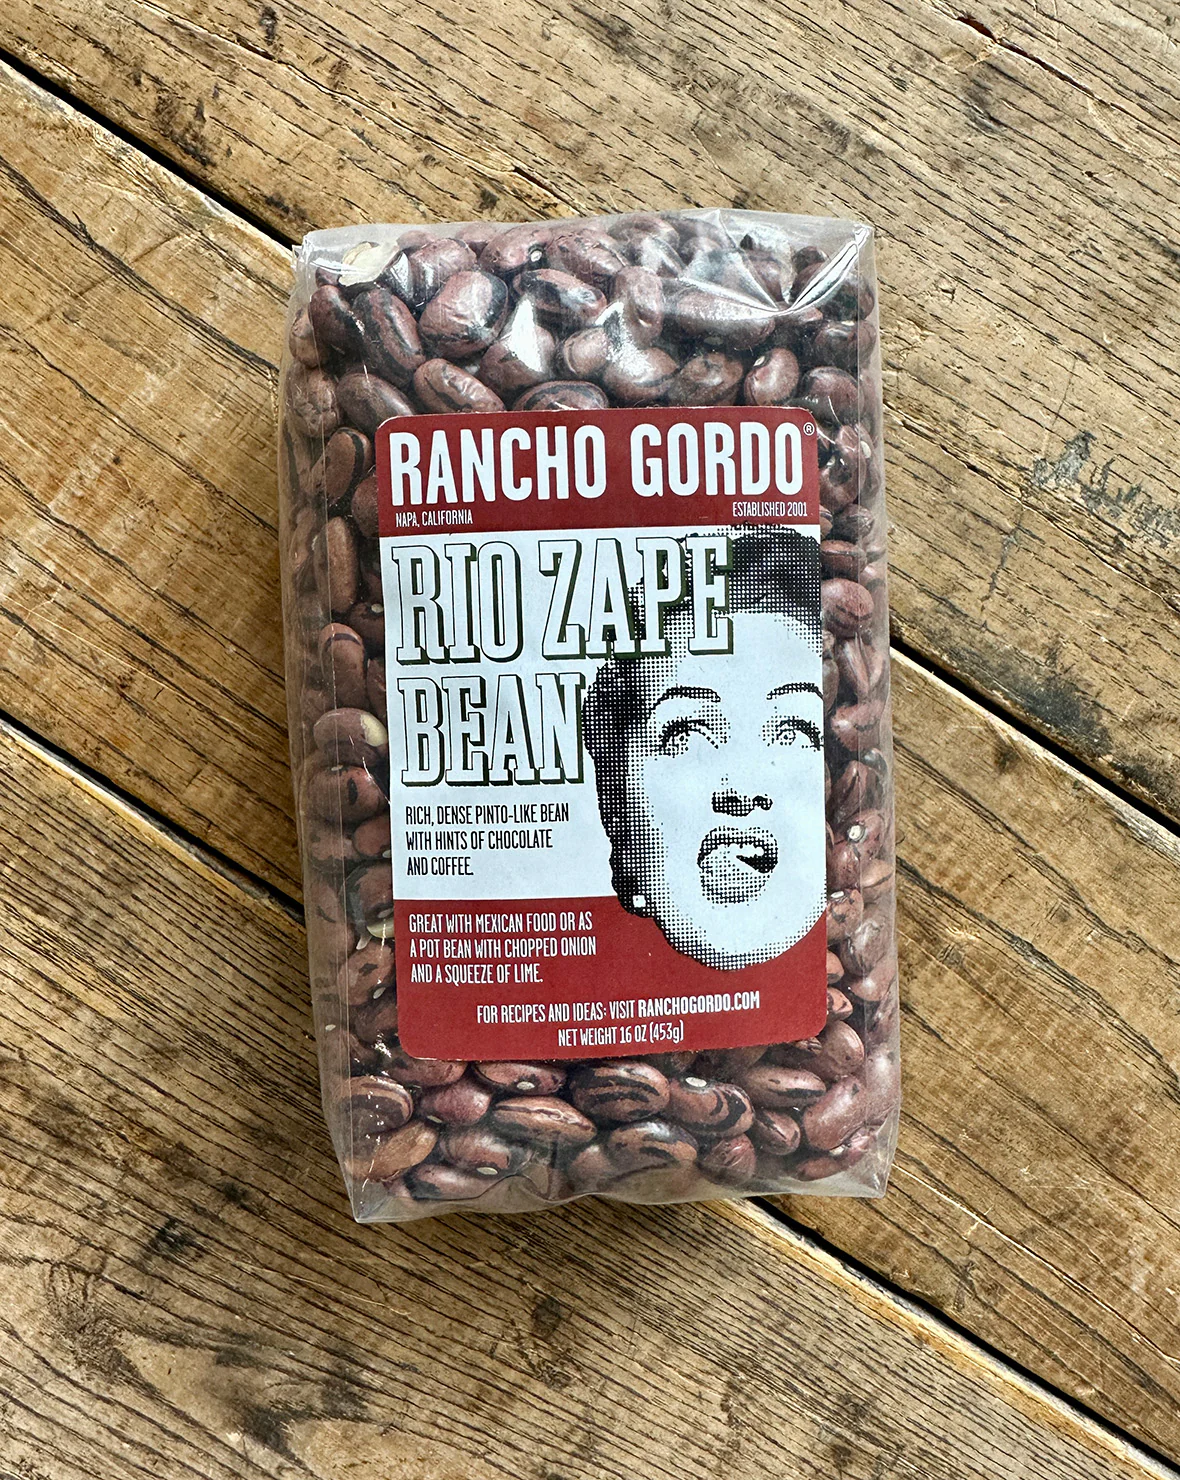 RANCHO GORDO®
NAPA, CALIFORNIA ESTABLISHED 2001
RIO ZAPE
BEAN
RICH, DENSE PINTO-LIKE BEAN
WITH HINTS OF CHOCOLATE
AND COFFEE.
GREAT WITH MEXICAN FOOD OR AS
A POT BEAN WITH CHOPPED ONION
AND A SQUEEZE OF LIME.
FOR RECIPES AND IDEAS: VISIT RANCHOGORDO.COM
NET WEIGHT 16 OZ (453g)